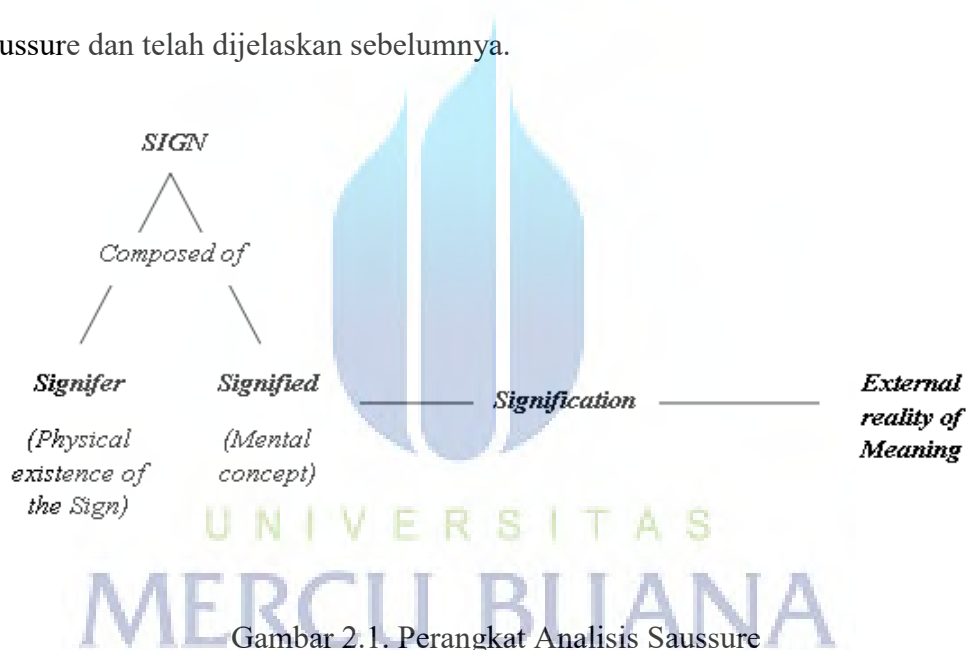 ussure dan telah dijelaskan sebelumnya.
SIGN
Composed of
Signifer
(Physical
existence of
the Sign)
Signified
(Mental
concept)
Signification
External
reality of
Meaning
UNIVERSITAS
MERCU BUANA
Gambar 2.1. Perangkat Analisis Saussure